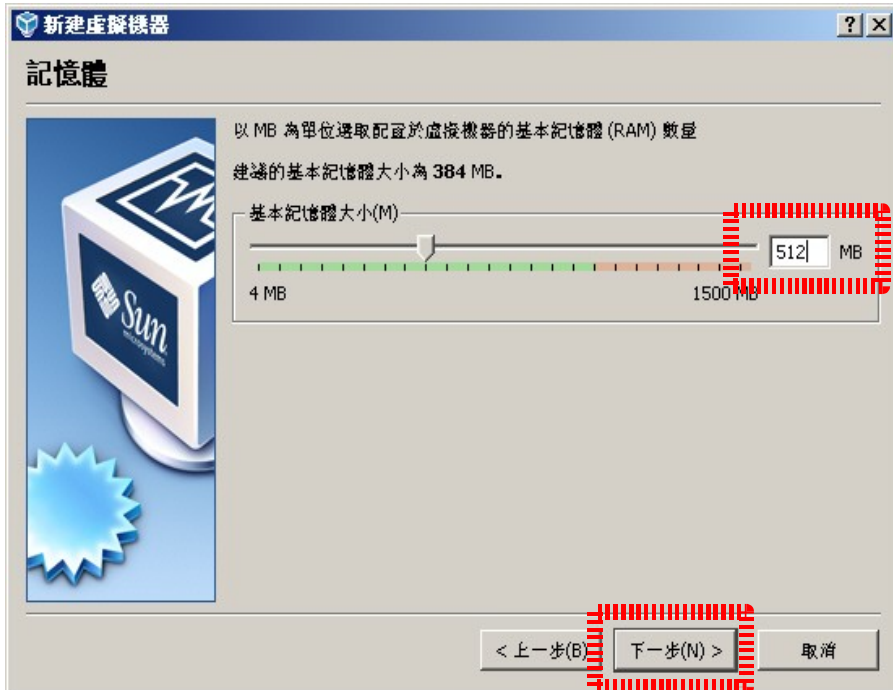 新建虛擬機器
記憶體
以 MB 為單位選取配置於虛擬機器的基本記憶體 (RAM) 數量
建議的基本記憶體大小為 384 MB。
基本記憶體大小(M)
512 MB
4 MB 1500 MB
Sun
microsystems
< 上一步(B)
下一步(N) >
取消